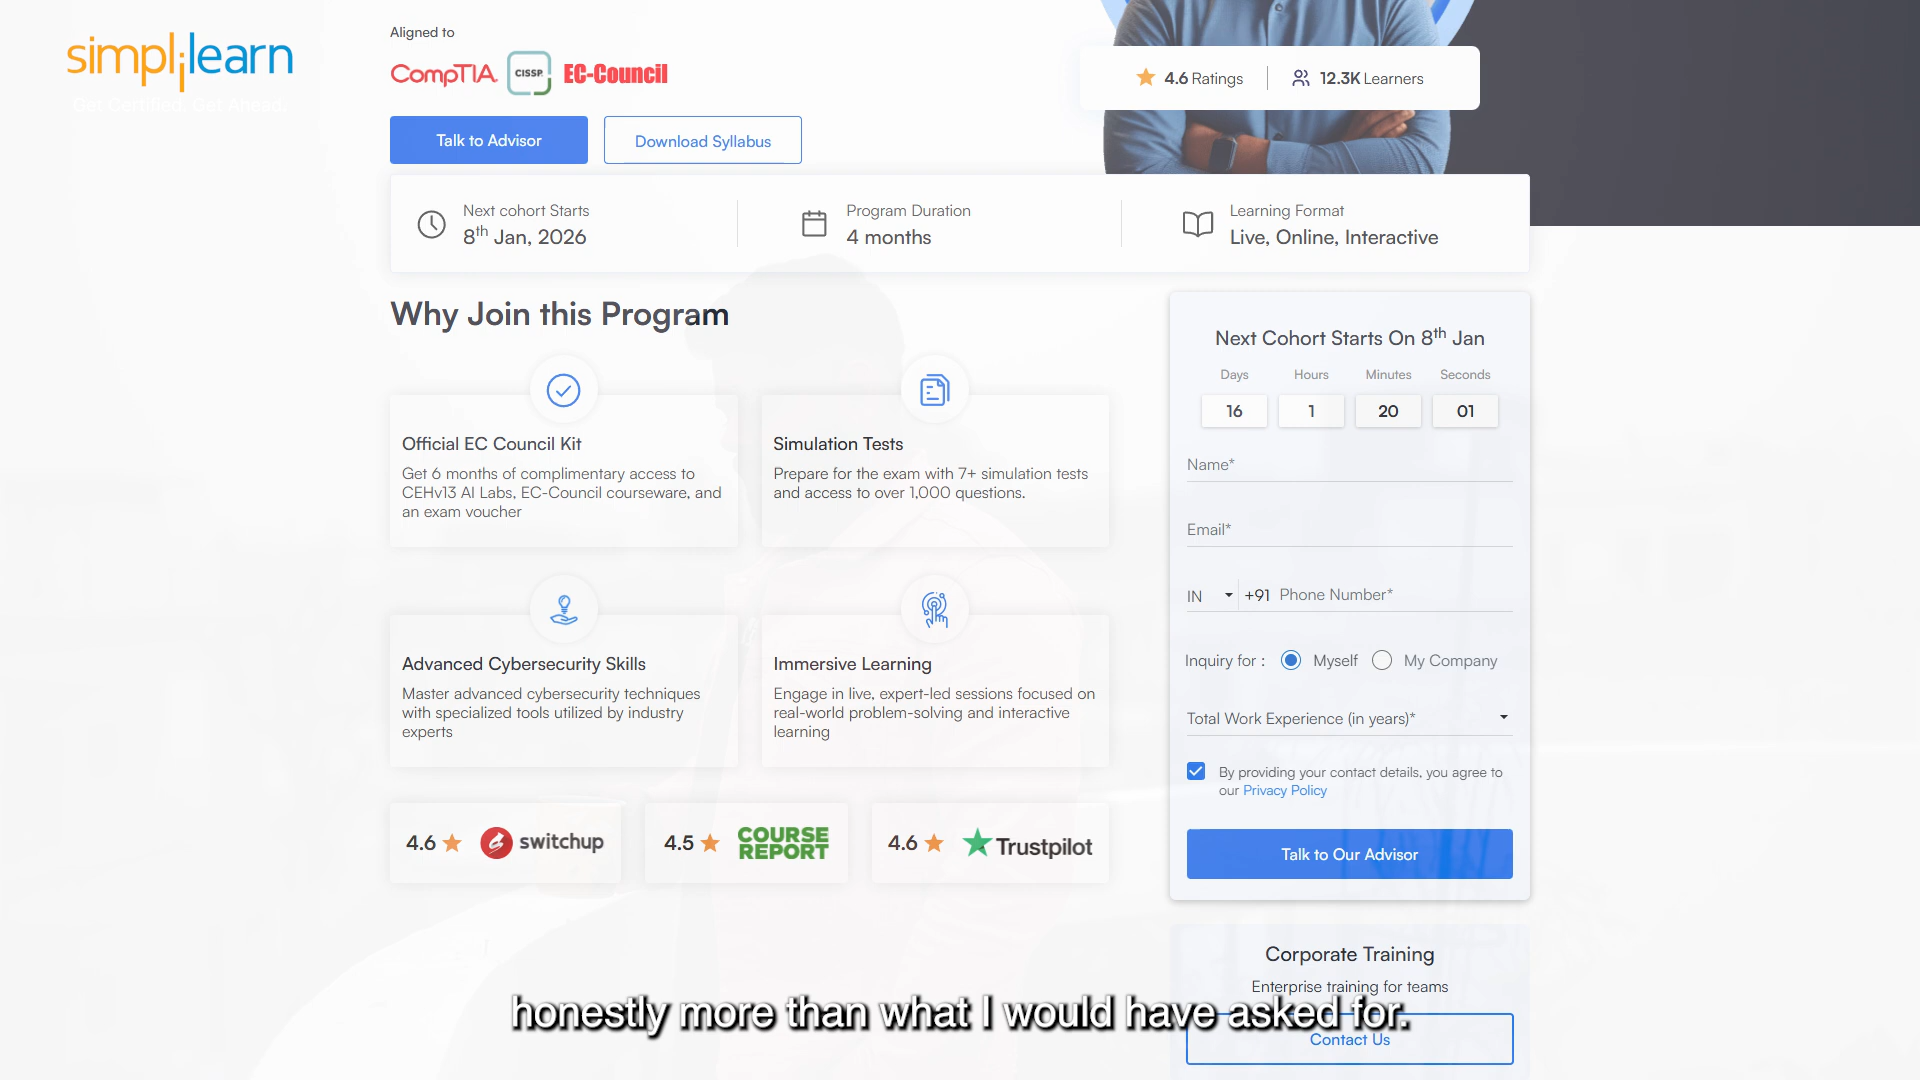 simplilearn
Get Certified. Get Ahead.
Aligned to
CompTIA. CISSP EC-Council
Talk to Advisor
Download Syllabus
4.6 Ratings
12.3K Learners
Next cohort Starts
8th Jan, 2026
Program Duration
4 months
Learning Format
Live, Online, Interactive
Why Join this Program
Official EC Council Kit
Get 6 months of complimentary access to
CEHv13 AI Labs, EC-Council courseware, and
an exam voucher
Simulation Tests
Prepare for the exam with 7+ simulation tests
and access to over 1,000 questions.
Advanced Cybersecurity Skills
Master advanced cybersecurity techniques
with specialized tools utilized by industry
experts
Immersive Learning
Engage in live, expert-led sessions focused on
real-world problem-solving and interactive
learning
4.6 switchup
4.5 COURSE
REPORT
4.6 Trustpilot
Next Cohort Starts On 8th Jan
Days Hours Minutes Seconds
16 1 20 01
Name*
Email*
IN +91 Phone Number*
Inquiry for : Myself My Company
Total Work Experience (in years)*
By providing your contact details, you agree to
our Privacy Policy
Talk to Our Advisor
Corporate Training
Enterprise training for teams
honestly more than what I would have asked for.
Contact Us